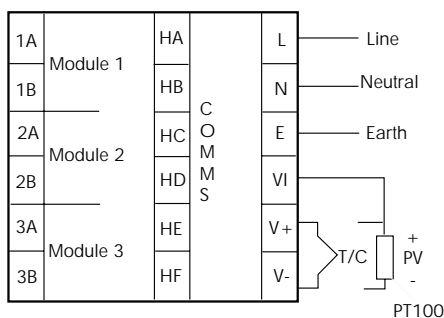 1A HA L Line
Module 1
1B HB N Neutral
COMMS
2A HC E Earth
Module 2
2B HD VI
3A HE V+
Module 3 T/C + PV -
3B HF V-
PT100